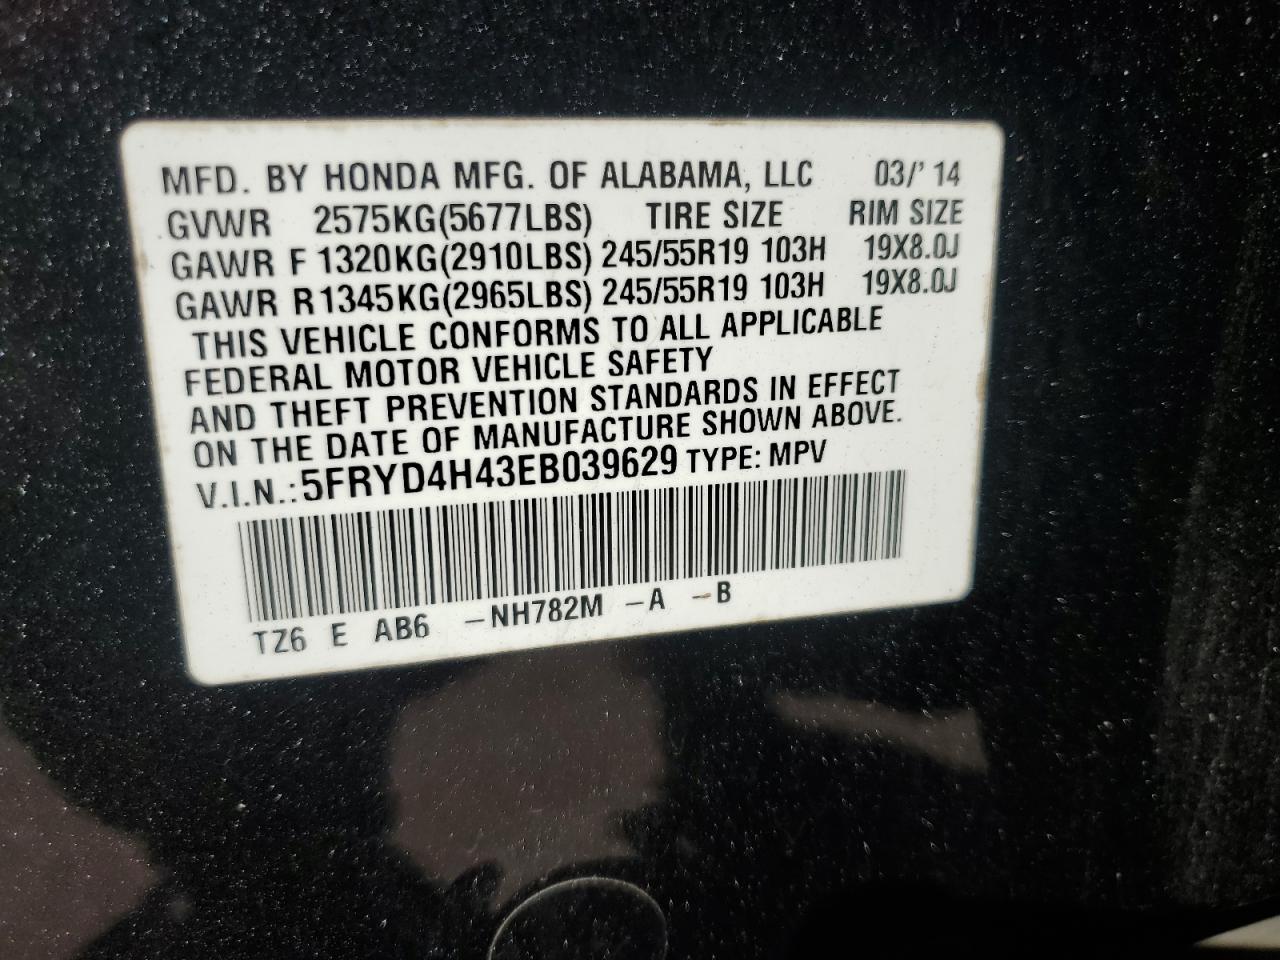 MFD. BY HONDA MFG. OF ALABAMA, LLC 03/' 14
GVWR 2575KG(5677LBS) TIRE SIZE RIM SIZE
GAWR F 1320KG(2910LBS) 245/55R19 103H 19X8.0J
GAWR R 1345KG(2965LBS) 245/55R19 103H 19X8.0J
THIS VEHICLE CONFORMS TO ALL APPLICABLE
FEDERAL MOTOR VEHICLE SAFETY
AND THEFT PREVENTION STANDARDS IN EFFECT
ON THE DATE OF MANUFACTURE SHOWN ABOVE.
V.I.N.: 5FRYD4H43EB039629 TYPE: MPV
TZ6 E AB6 -NH782M -A -B